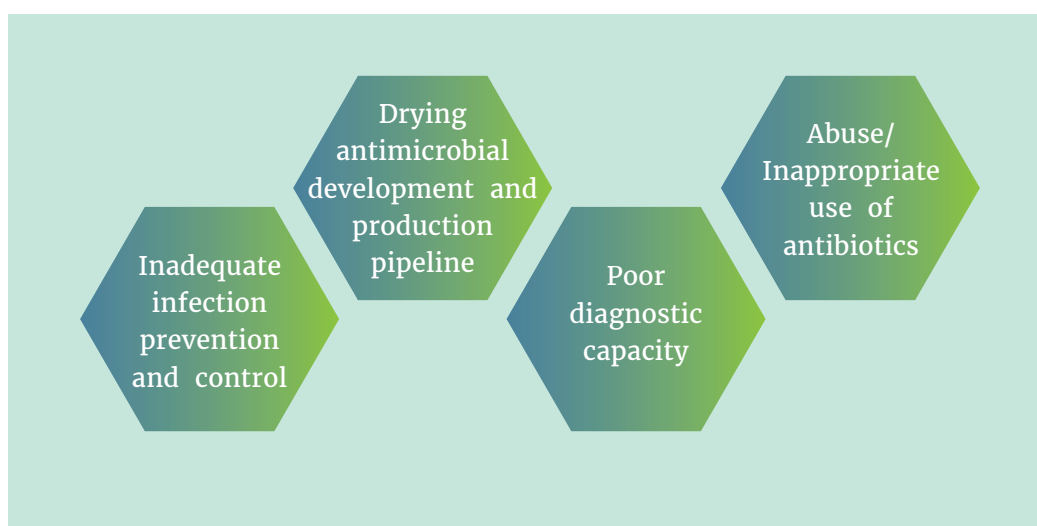 Inadequate
infection
prevention
and control
Drying
antimicrobial
development and
production
pipeline
Poor
diagnostic
capacity
Abuse/
Inappropriate
use of
antibiotics